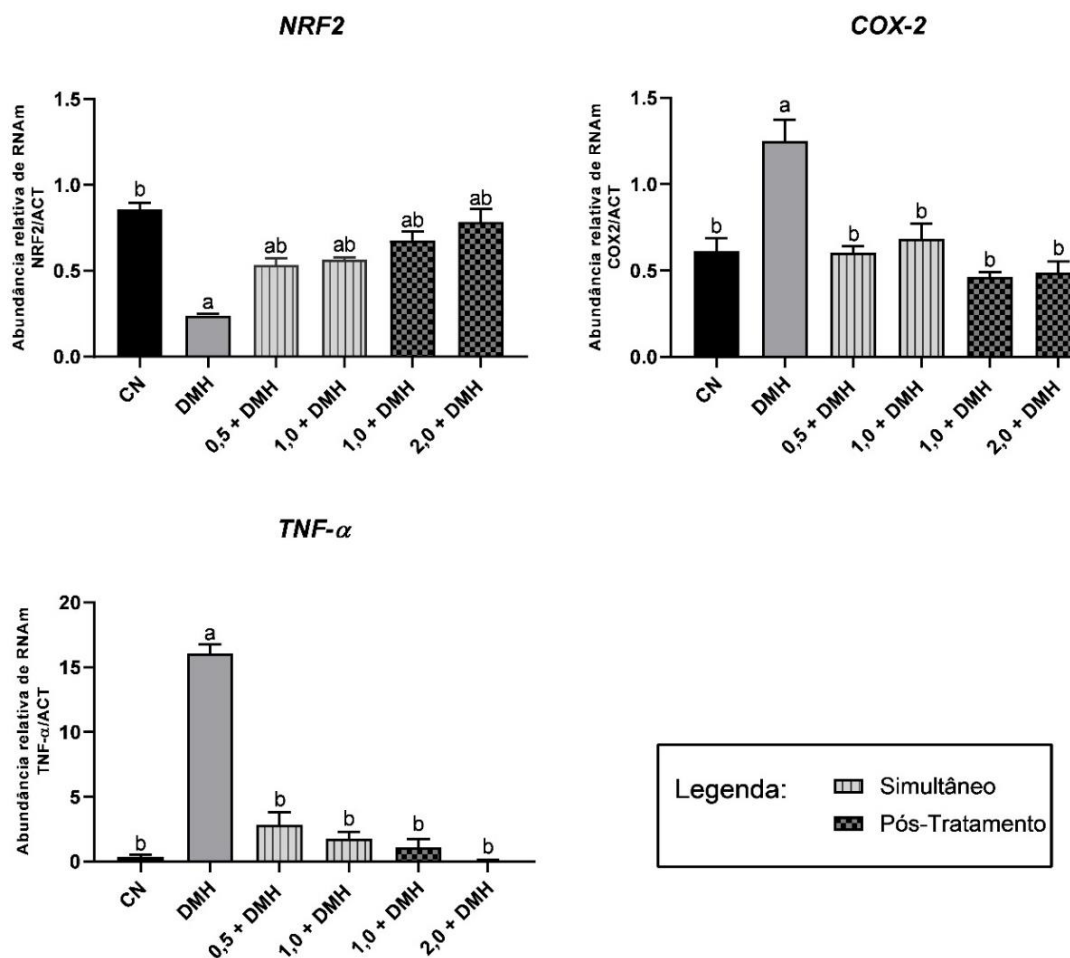 NRF2
Abundância relativa de RNAm
NRF2/ACT
1.5
1.0
0.5
0.0
b
a
ab
ab
ab
ab
CN
DMH
0,5 + DMH
1,0 + DMH
1,0 + DMH
2,0 + DMH
COX-2
Abundância relativa de RNAm
COX2/ACT
1.5
1.0
0.5
0.0
b
a
b
b
b
b
CN
DMH
0,5 + DMH
1,0 + DMH
1,0 + DMH
2,0 + DMH
TNF-α
Abundância relativa de RNAm
TNF-α/ACT
20
15
10
5
0
b
a
b
b
b
b
CN
DMH
0,5 + DMH
1,0 + DMH
1,0 + DMH
2,0 + DMH
Legenda:
Simultâneo
Pós-Tratamento